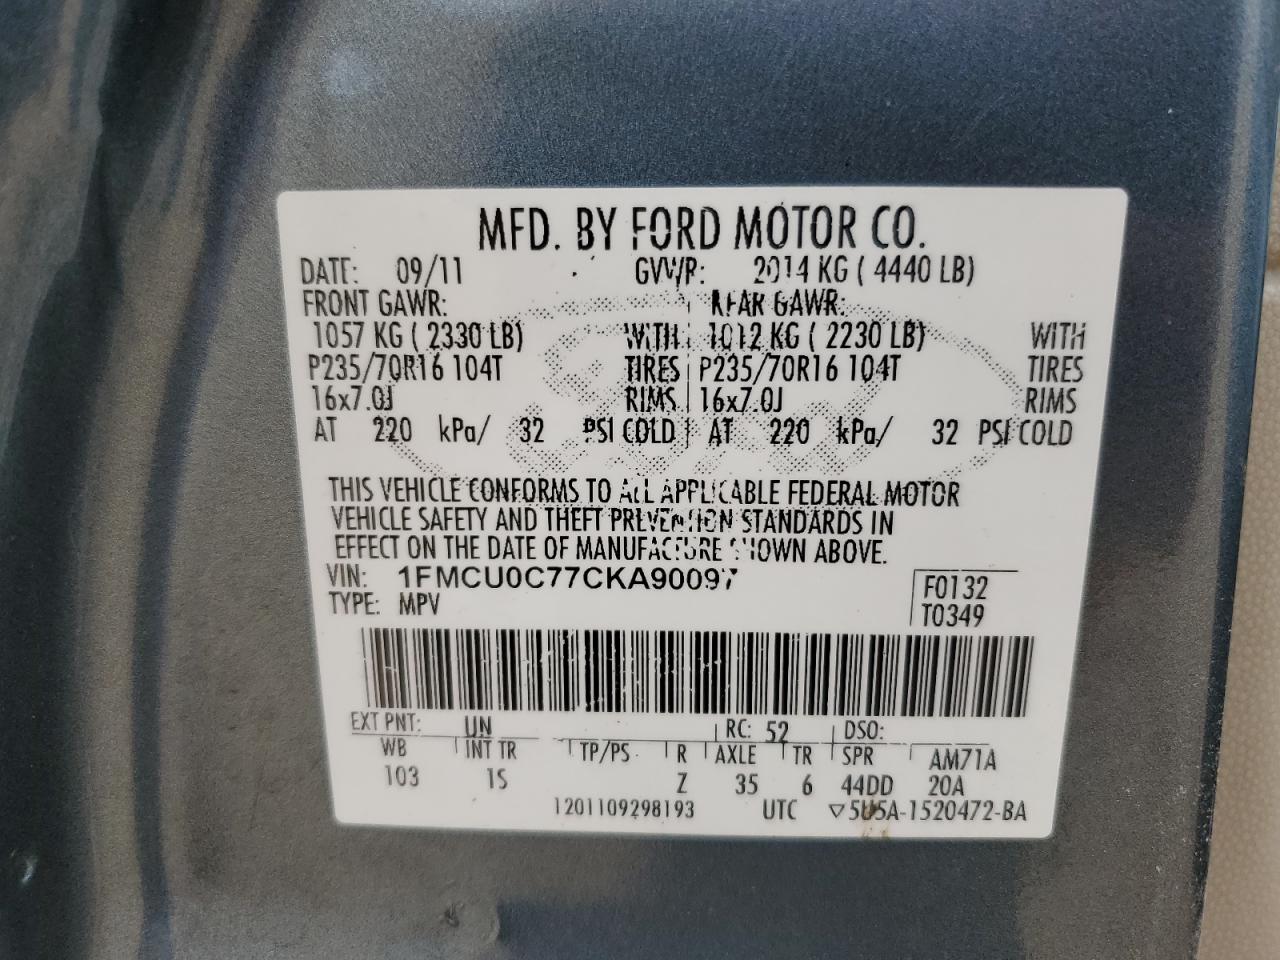 MFD. BY FORD MOTOR CO.
DATE: 09/11 GVWR: 2014 KG ( 4440 LB)
FRONT GAWR: REAR GAWR:
1057 KG ( 2330 LB) WITH 1012 KG ( 2230 LB) WITH
P235/70R16 104T TIRES P235/70R16 104T TIRES
16x7.0J RIMS 16x7.0J RIMS
AT 220 kPa/ 32 PSI COLD AT 220 kPa/ 32 PSI COLD
THIS VEHICLE CONFORMS TO ALL APPLICABLE FEDERAL MOTOR
VEHICLE SAFETY AND THEFT PREVENTION STANDARDS IN
EFFECT ON THE DATE OF MANUFACTURE SHOWN ABOVE.
VIN: 1FMCU0C77CKA90097
TYPE: MPV
F0132
T0349
EXT PNT: UN RC: 52 DSO:
WB INT TR TP/PS R AXLE TR SPR AM71A
103 1S Z 35 6 44DD 20A
1201109298193 UTC ▽5U5A-1520472-BA